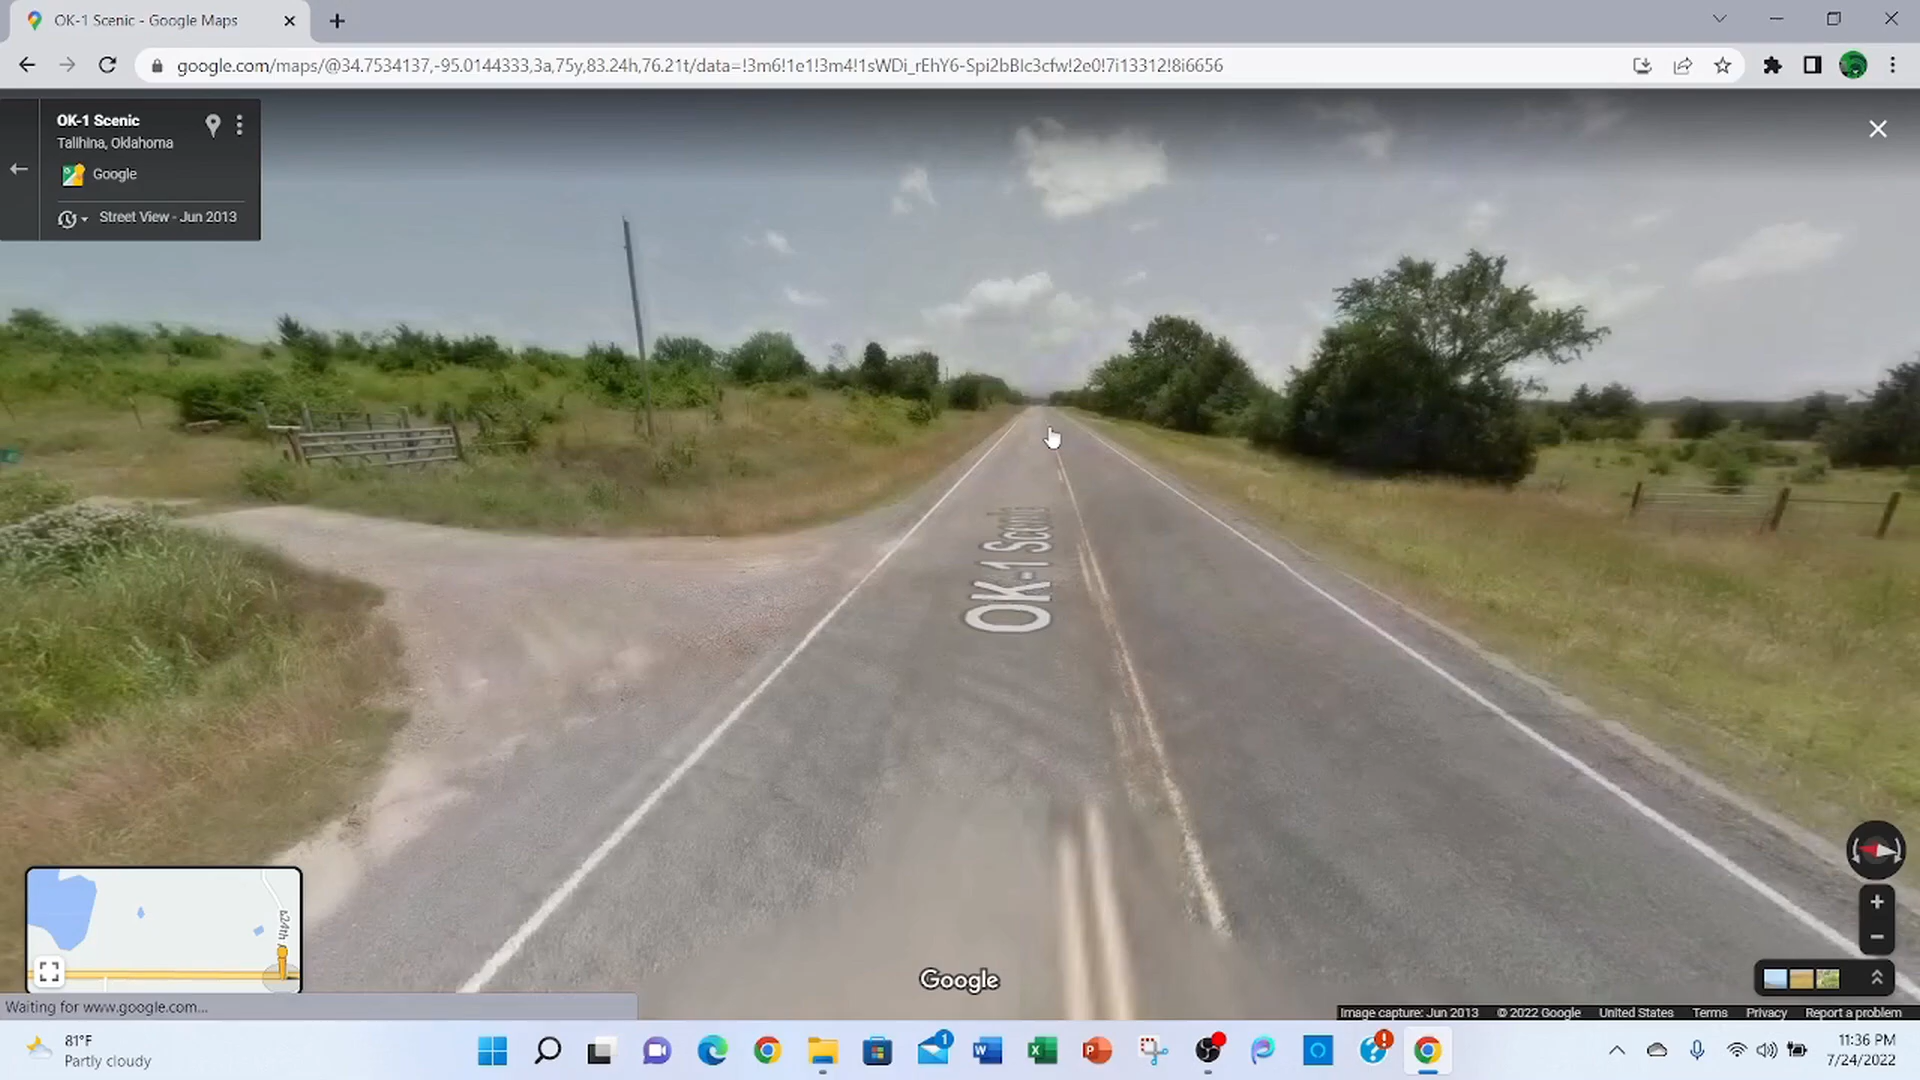 OK-1 Scenic - Google Maps
google.com/maps/@34.7534137,-95.0144333,3a,75y,83.24h,76.21t/data=!3m6!1e1!3m4!1sWDi_rEhY6-Spi2bBIc3cfw!2e0!7i13312!8i6656
OK-1 Scenic
Talihina, Oklahoma
Google
Street View - Jun 2013
OK-1 Scenic
Google
Waiting for www.google.com...
Image capture: Jun 2013 © 2022 Google United States Terms Privacy Report a problem
81°F
Partly cloudy
1
11:36 PM
7/24/2022